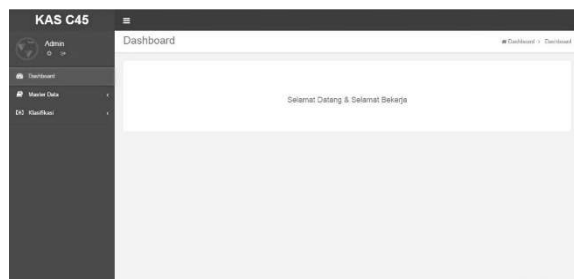 KAS C45
Admin
Dashboard
Master Data
Klasifikasi
Dashboard
Dashboard < Dashboard
Selamat Datang & Selamat Bekerja